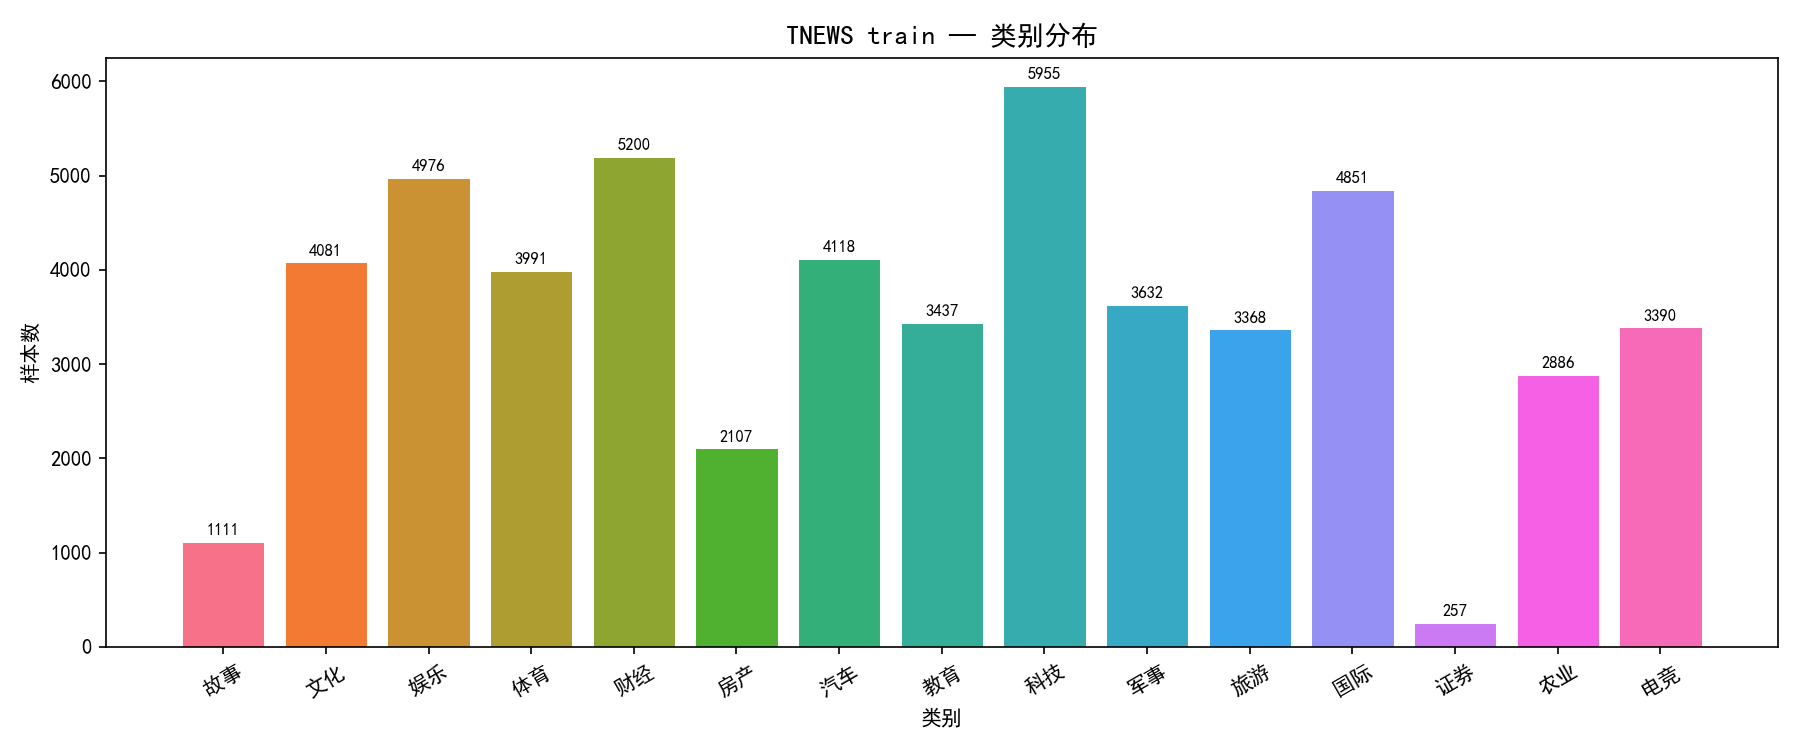 TNEWS train — 类别分布
样本数
6000
5000
4000
3000
2000
1000
0
1111
4081
4976
3991
5200
2107
4118
3437
5955
3632
3368
4851
257
2886
3390
故事
文化
娱乐
体育
财经
房产
汽车
教育
科技
军事
旅游
国际
证券
农业
电竞
类别